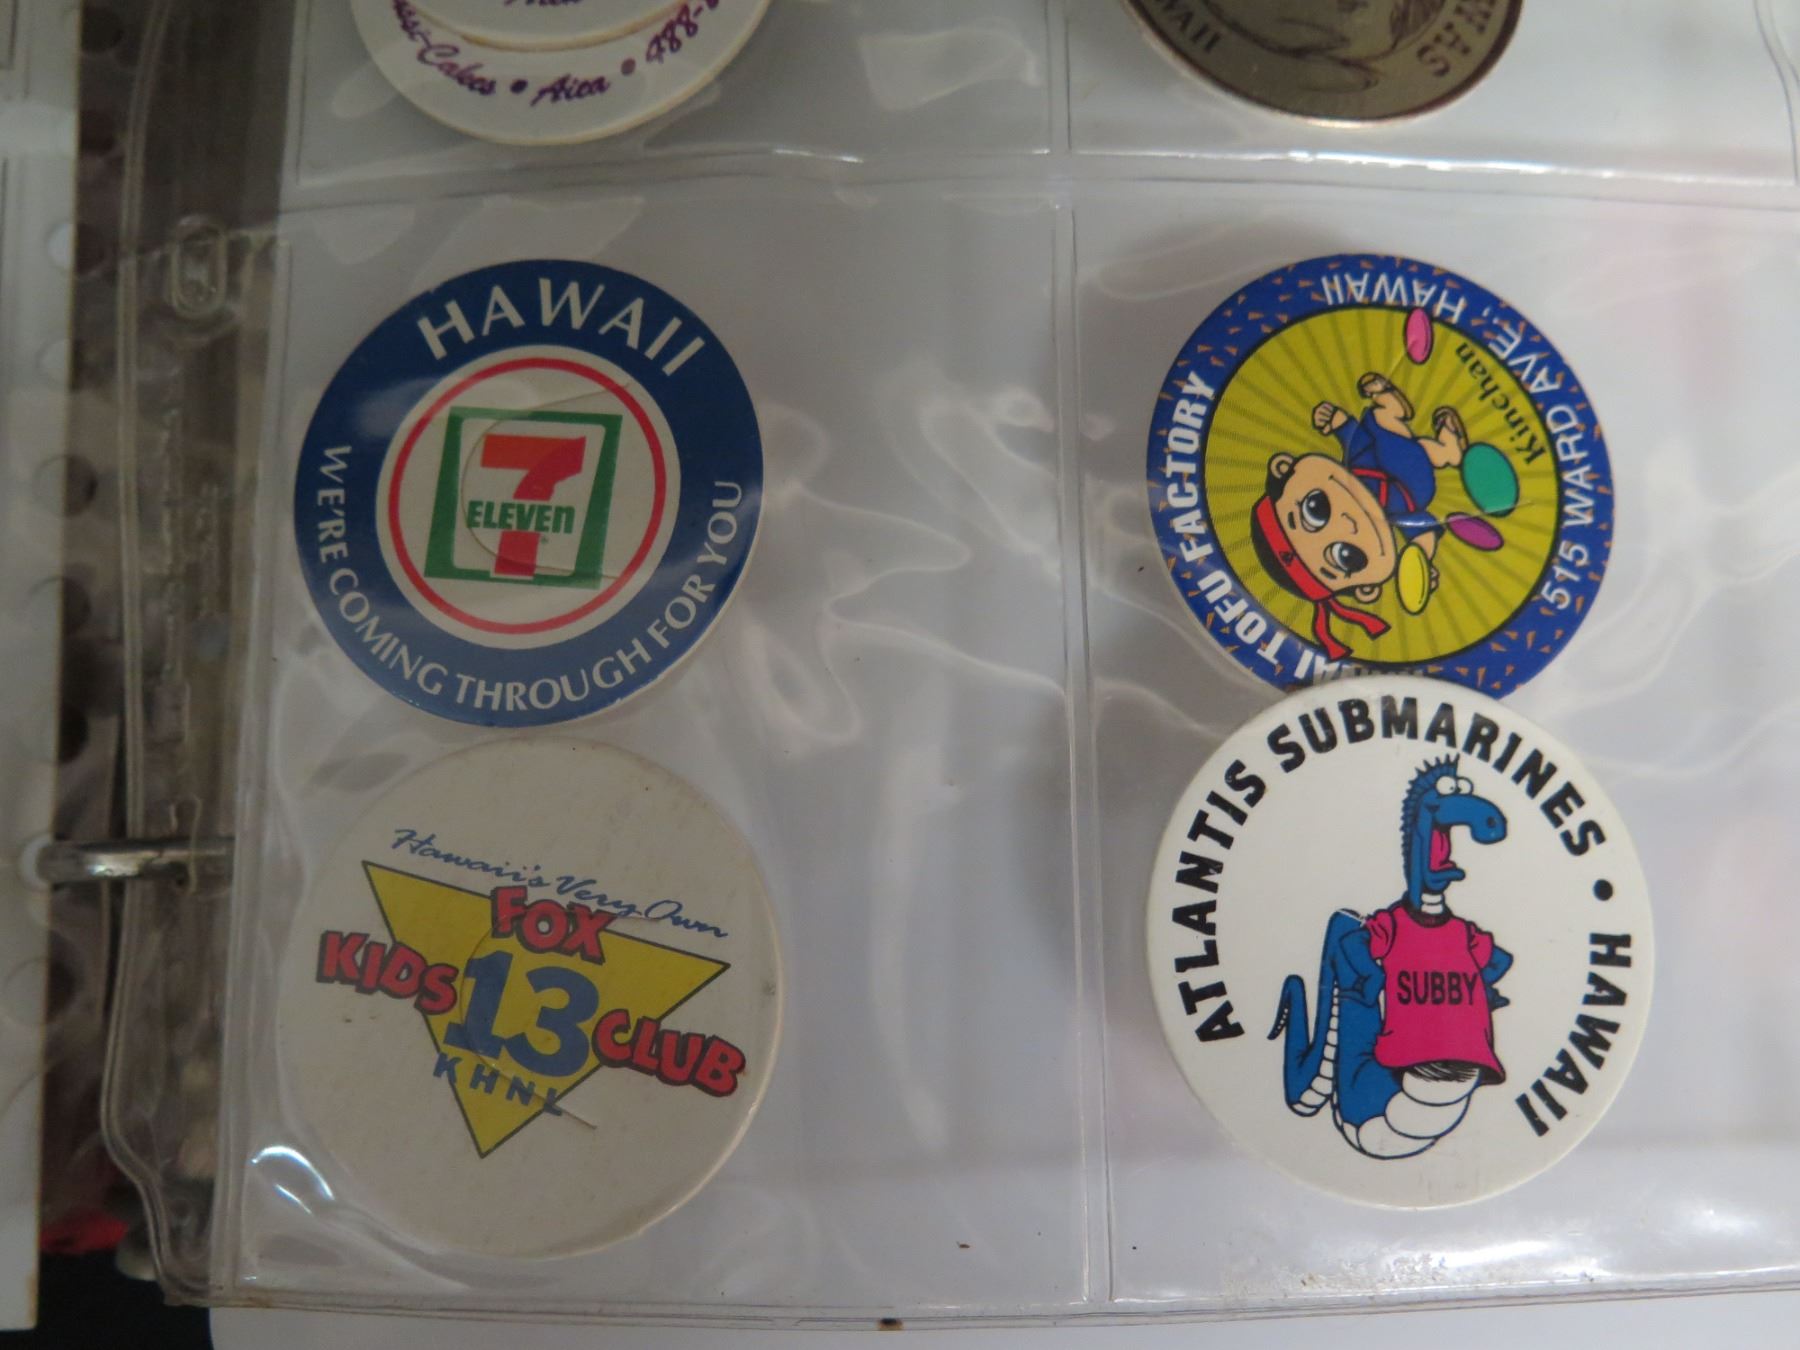 Cakes • Aiea • 488-
HAWAII
7
ELEVEn
WE'RE COMING THROUGH FOR YOU
TOFU FACTORY
515 WARD AVE., HAWAII
Kinchan
Hawaii's Very Own
FOX
KIDS 13 CLUB
KHNL
ATLANTIS SUBMARINES • HAWAII
SUBBY